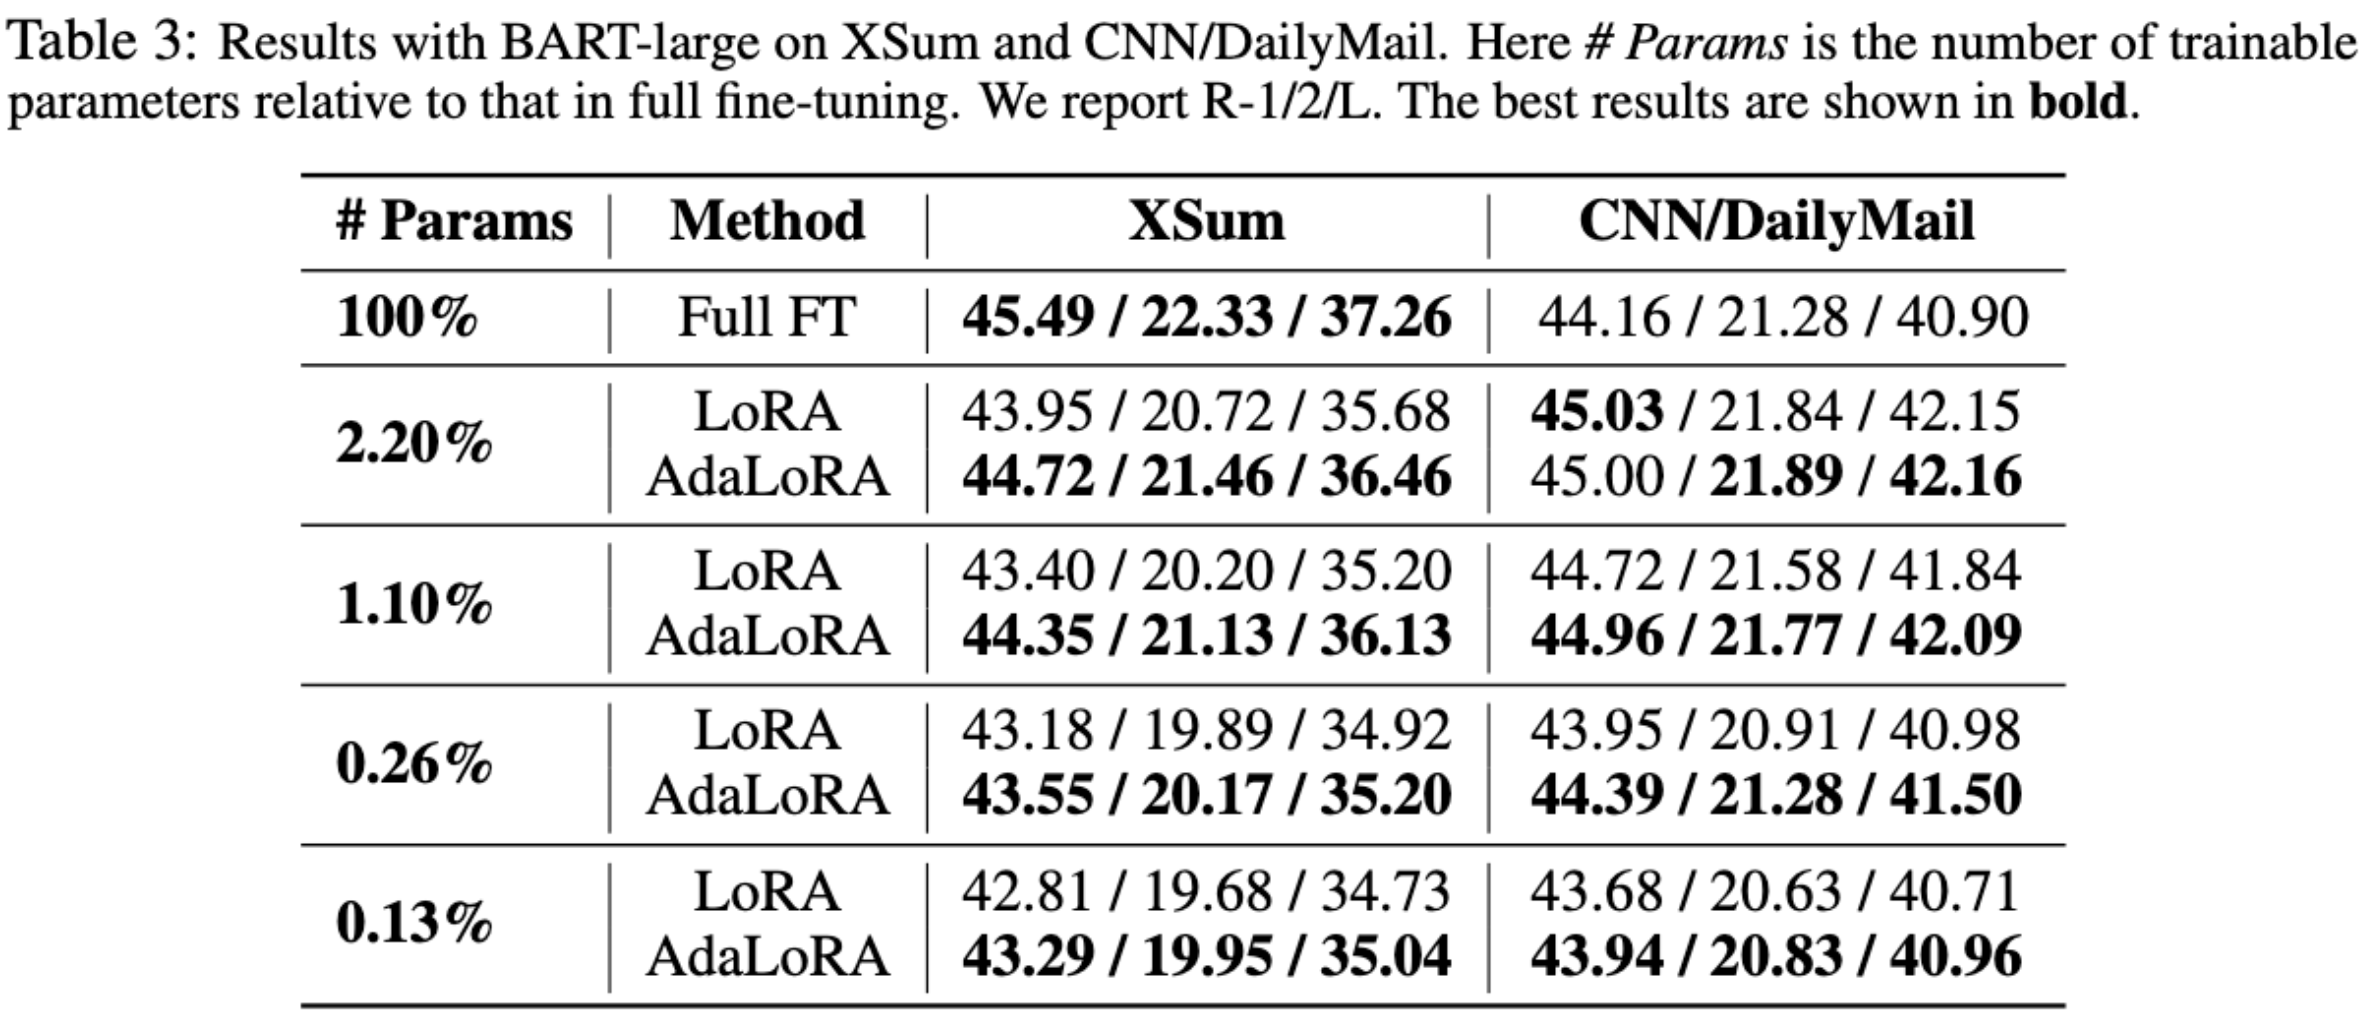 Table 3: Results with BART-large on XSum and CNN/DailyMail. Here # Params is the number of trainable
parameters relative to that in full fine-tuning. We report R-1/2/L. The best results are shown in bold.
# Params Method XSum CNN/DailyMail
100% Full FT 45.49 / 22.33 / 37.26 44.16 / 21.28 / 40.90
2.20%
LoRA 43.95 / 20.72 / 35.68 45.03 / 21.84 / 42.15
AdaLoRA 44.72 / 21.46 / 36.46 45.00 / 21.89 / 42.16
1.10%
LoRA 43.40 / 20.20 / 35.20 44.72 / 21.58 / 41.84
AdaLoRA 44.35 / 21.13 / 36.13 44.96 / 21.77 / 42.09
0.26%
LoRA 43.18 / 19.89 / 34.92 43.95 / 20.91 / 40.98
AdaLoRA 43.55 / 20.17 / 35.20 44.39 / 21.28 / 41.50
0.13%
LoRA 42.81 / 19.68 / 34.73 43.68 / 20.63 / 40.71
AdaLoRA 43.29 / 19.95 / 35.04 43.94 / 20.83 / 40.96